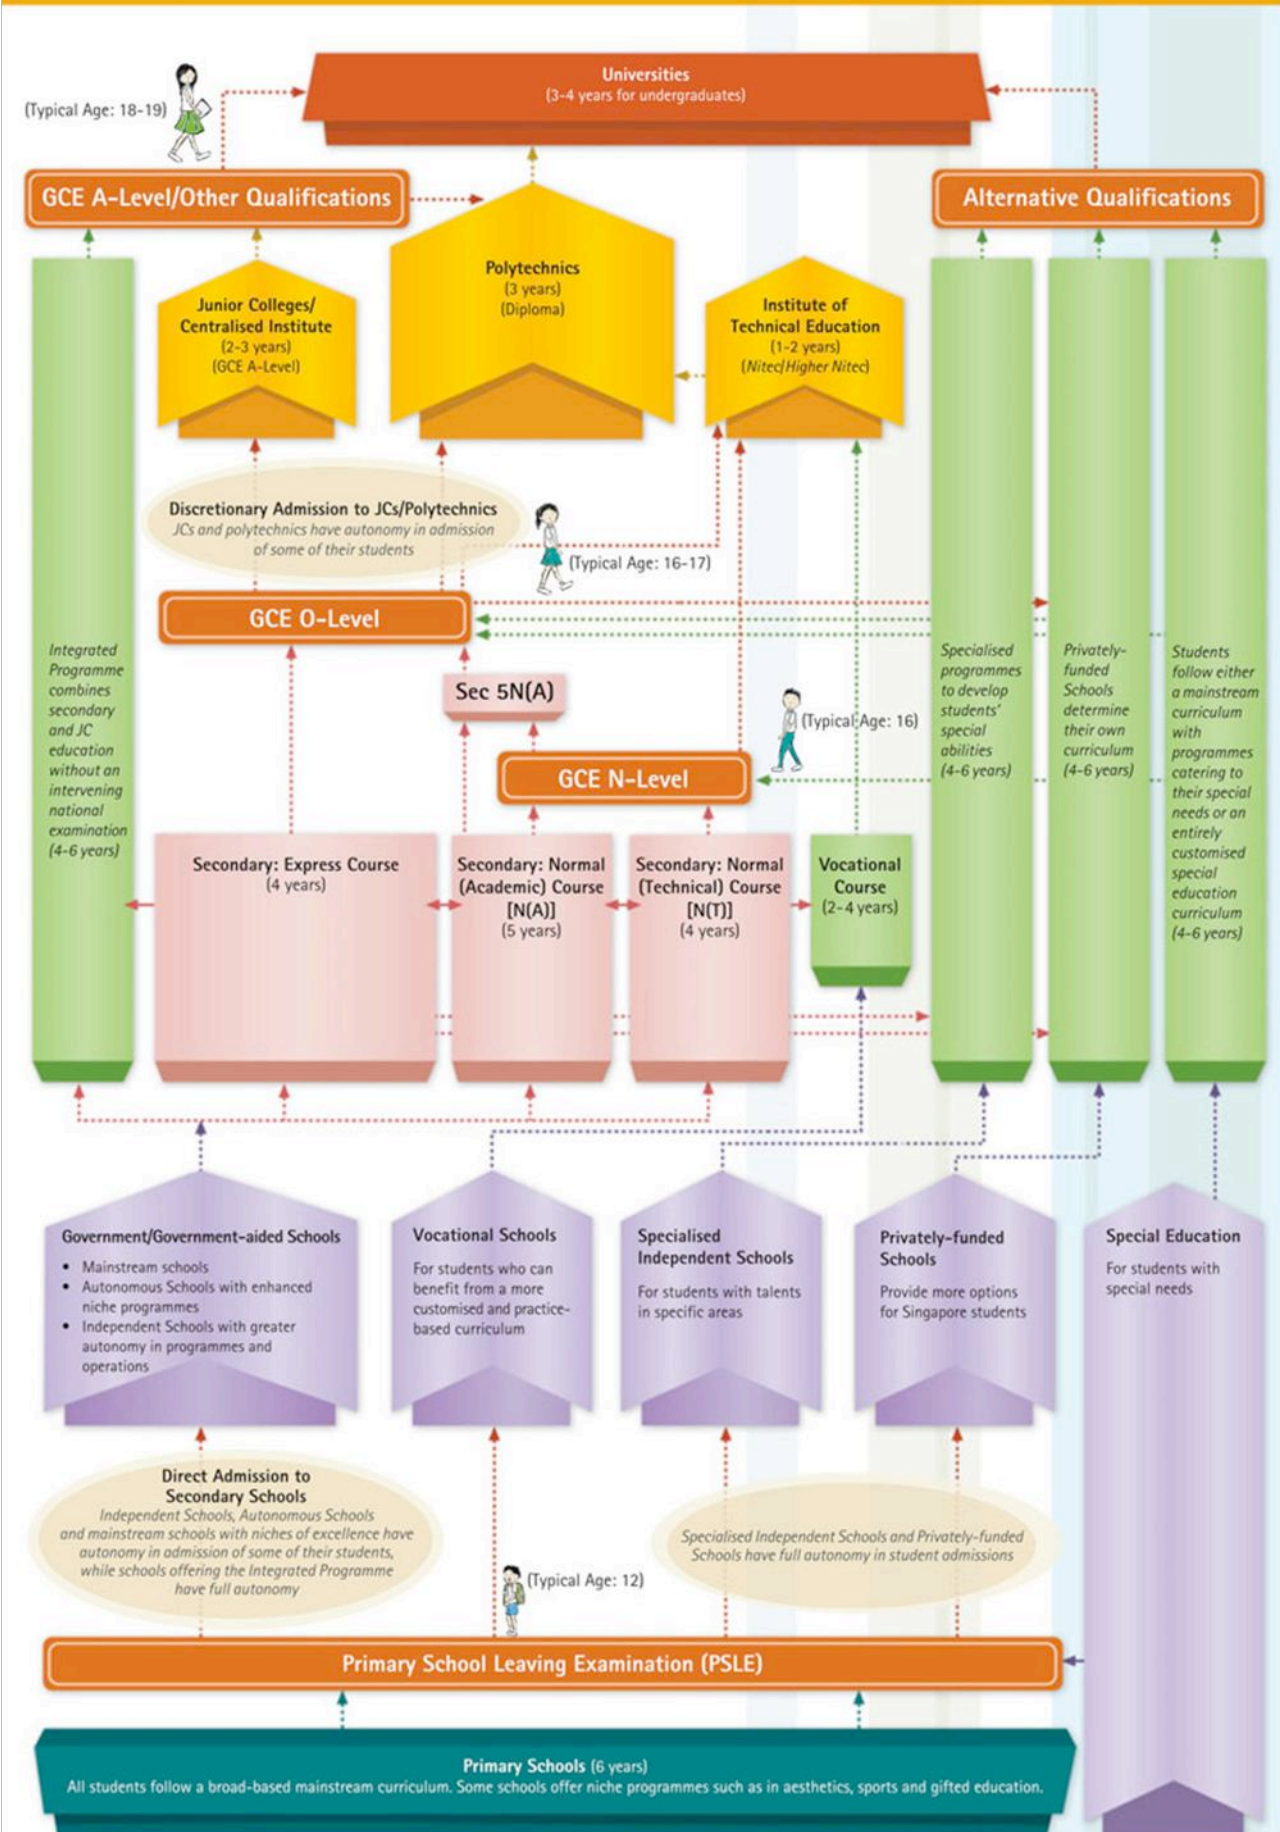 Universities
(3-4 years for undergraduates)
(Typical Age: 18-19)
GCE A-Level/Other Qualifications
Alternative Qualifications
Polytechnics
(3 years)
(Diploma)
Junior Colleges/
Centralised Institute
(2-3 years)
(GCE A-Level)
Institute of
Technical Education
(1-2 years)
(Nitec/Higher Nitec)
Discretionary Admission to JCs/Polytechnics
JCs and polytechnics have autonomy in admission
of some of their students
(Typical Age: 16-17)
GCE O-Level
Integrated
Programme
combines
secondary
and JC
education
without an
intervening
national
examination
(4-6 years)
Sec 5N(A)
(Typical Age: 16)
GCE N-Level
Specialised
programmes
to develop
students'
special
abilities
(4-6 years)
Privately-
funded
Schools
determine
their own
curriculum
(4-6 years)
Students
follow either
a mainstream
curriculum
with
programmes
catering to
their special
needs or an
entirely
customised
special
education
curriculum
(4-6 years)
Secondary: Express Course
(4 years)
Secondary: Normal
(Academic) Course
[N(A)]
(5 years)
Secondary: Normal
(Technical) Course
[N(T)]
(4 years)
Vocational
Course
(2-4 years)
Government/Government-aided Schools
• Mainstream schools
• Autonomous Schools with enhanced
niche programmes
• Independent Schools with greater
autonomy in programmes and
operations
Vocational Schools
For students who can
benefit from a more
customised and practice-
based curriculum
Specialised
Independent Schools
For students with talents
in specific areas
Privately-funded
Schools
Provide more options
for Singapore students
Special Education
For students with
special needs
Direct Admission to
Secondary Schools
Independent Schools, Autonomous Schools
and mainstream schools with niches of excellence have
autonomy in admission of some of their students,
while schools offering the Integrated Programme
have full autonomy
Specialised Independent Schools and Privately-funded
Schools have full autonomy in student admissions
(Typical Age: 12)
Primary School Leaving Examination (PSLE)
Primary Schools (6 years)
All students follow a broad-based mainstream curriculum. Some schools offer niche programmes such as in aesthetics, sports and gifted education.